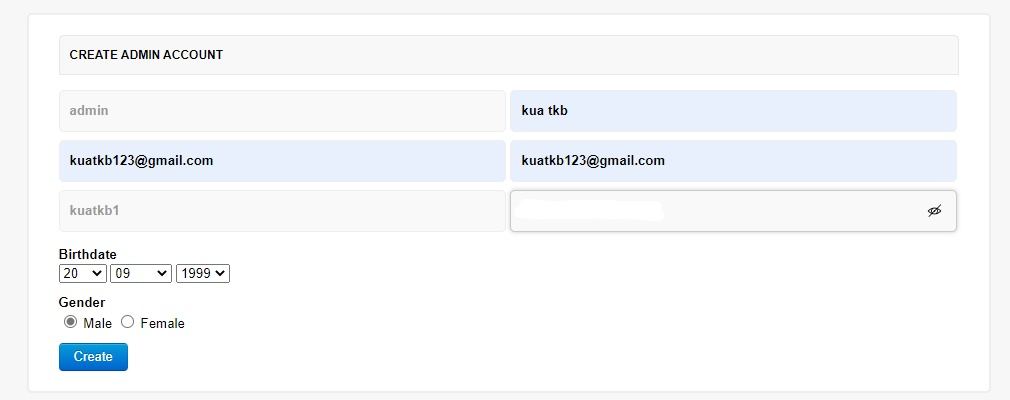 CREATE ADMIN ACCOUNT
admin kua tkb
kuatkb123@gmail.com kuatkb123@gmail.com
kuatkb1
Birthdate
20 09 1999
Gender
Male Female
Create